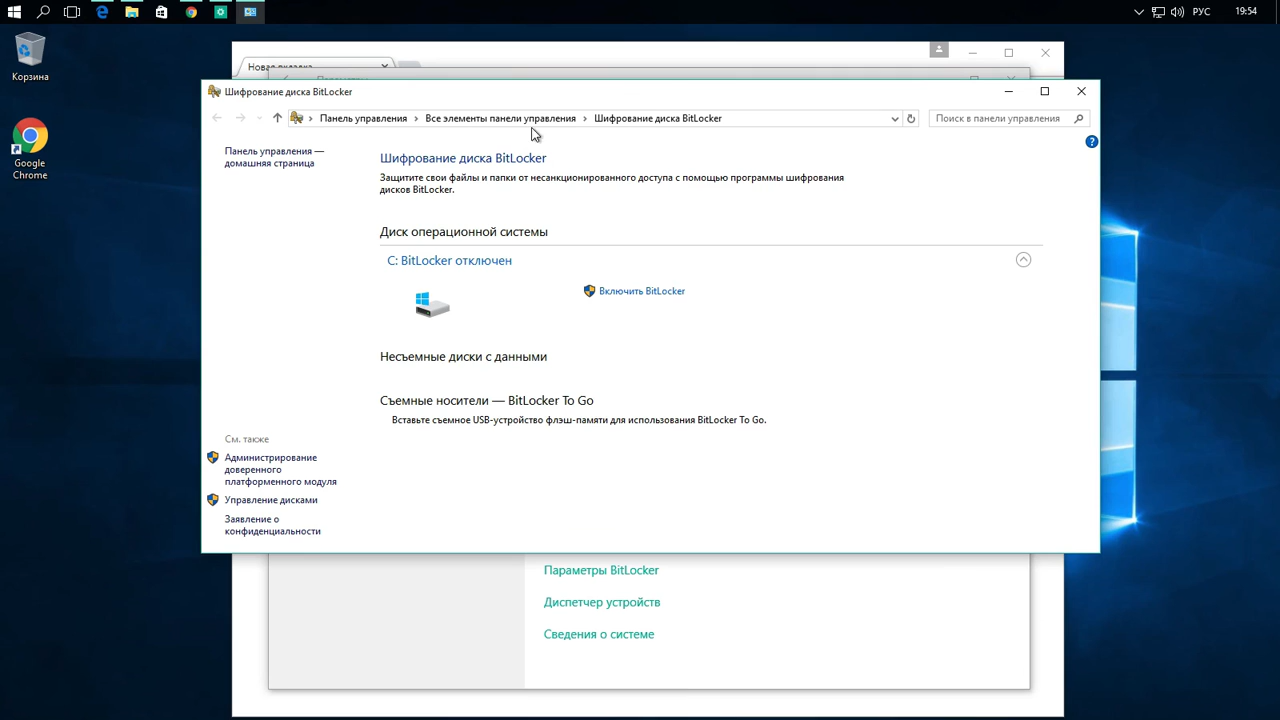 РУС
19:54
Корзина
Google
Chrome
Новая вкладка
Параметры
Шифрование диска BitLocker
Панель управления
Все элементы панели управления
Шифрование диска BitLocker
Поиск в панели управления
Панель управления —
домашняя страница
Шифрование диска BitLocker
Защитите свои файлы и папки от несанкционированного доступа с помощью программы шифрования
дисков BitLocker.
Диск операционной системы
C: BitLocker отключен
Включить BitLocker
Несъемные диски с данными
Съемные носители — BitLocker To Go
Вставьте съемное USB-устройство флэш-памяти для использования BitLocker To Go.
См. также
Администрирование
доверенного
платформенного модуля
Управление дисками
Заявление о
конфиденциальности
Параметры BitLocker
Диспетчер устройств
Сведения о системе